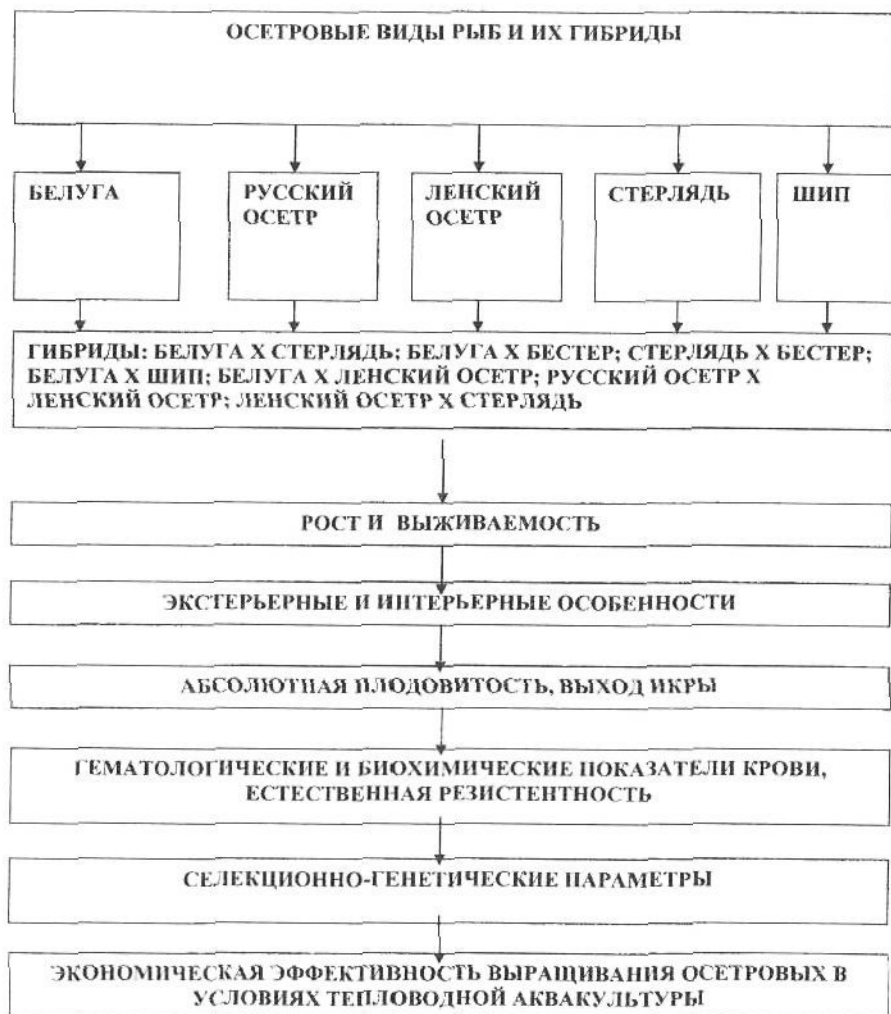 ОСЕТРОВЫЕ ВИДЫ РЫБ И ИХ ГИБРИДЫ
БЕЛУГА
РУССКИЙ
ОСЕТР
ЛЕНСКИЙ
ОСЕТР
СТЕРЛЯДЬ
ШИП
ГИБРИДЫ: БЕЛУГА Х СТЕРЛЯДЬ; БЕЛУГА Х БЕСТЕР; СТЕРЛЯДЬ Х БЕСТЕР;
БЕЛУГА Х ШИП; БЕЛУГА Х ЛЕНСКИЙ ОСЕТР; РУССКИЙ ОСЕТР Х
ЛЕНСКИЙ ОСЕТР; ЛЕНСКИЙ ОСЕТР Х СТЕРЛЯДЬ
РОСТ И ВЫЖИВАЕМОСТЬ
ЭКСТЕРЬЕРНЫЕ И ИНТЕРЬЕРНЫЕ ОСОБЕННОСТИ
АБСОЛЮТНАЯ ПЛОДОВИТОСТЬ, ВЫХОД ИКРЫ
ГЕМАТОЛОГИЧЕСКИЕ И БИОХИМИЧЕСКИЕ ПОКАЗАТЕЛИ КРОВИ,
ЕСТЕСТВЕННАЯ РЕЗИСТЕНТНОСТЬ
СЕЛЕКЦИОННО-ГЕНЕТИЧЕСКИЕ ПАРАМЕТРЫ
ЭКОНОМИЧЕСКАЯ ЭФФЕКТИВНОСТЬ ВЫРАЩИВАНИЯ ОСЕТРОВЫХ В
УСЛОВИЯХ ТЕПЛОВОДНОЙ АКВАКУЛЬТУРЫ